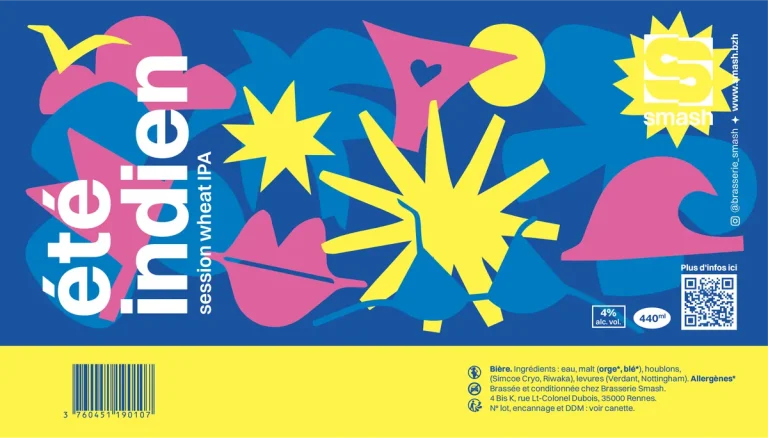 été
indien
session wheat IPA
smash
@brasserie_smash ✦ www.smash.bzh
Plus d'infos ici
4%
alc. vol.
440ml
3 760451 190107
Bière. Ingrédients : eau, malt (orge*, blé*), houblons,
(Simcoe Cryo, Riwaka), levures (Verdant, Nottingham). Allergènes*
Brassée et conditionnée chez Brasserie Smash.
4 Bis K, rue Lt-Colonel Dubois, 35000 Rennes.
N° lot, encannage et DDM : voir canette.